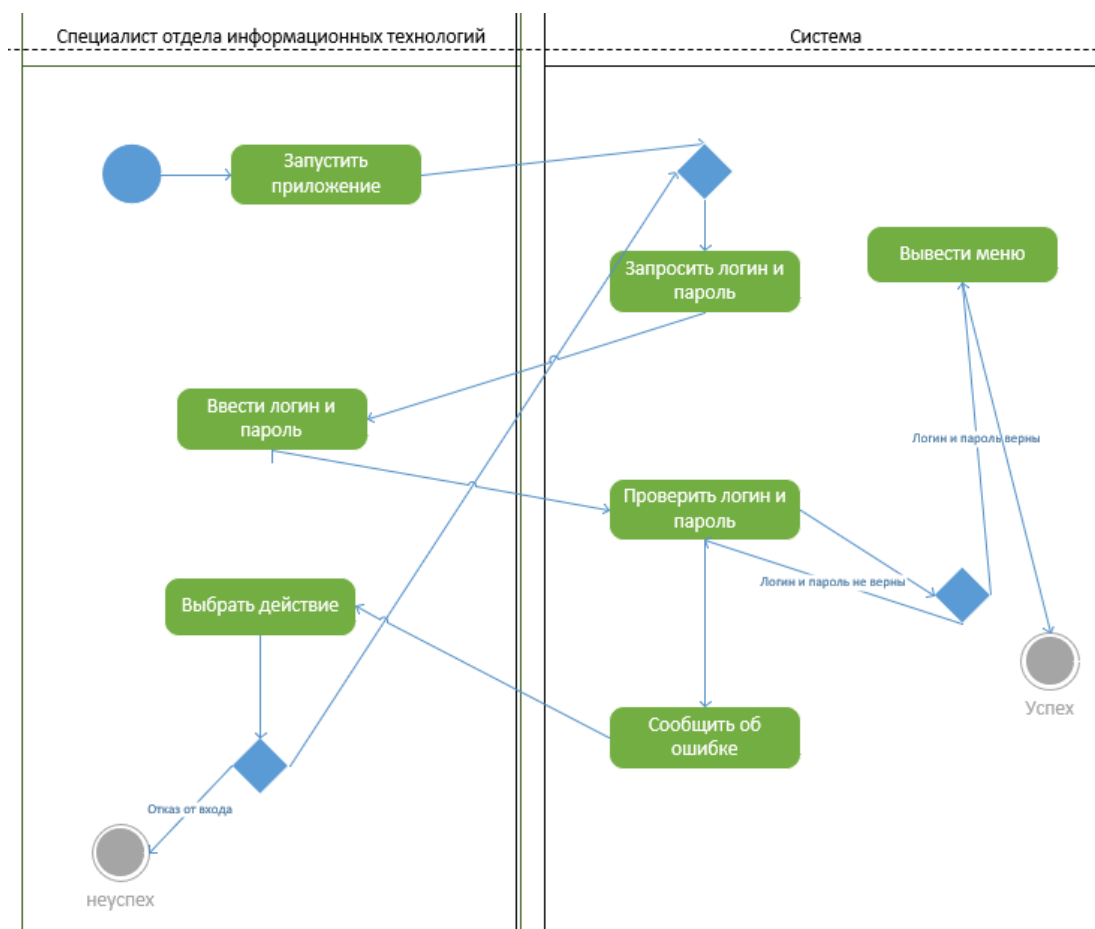 Специалист отдела информационных технологий
Система
Запустить
приложение
Запросить логин и
пароль
Вывести меню
Ввести логин и
пароль
Логин и пароль верны
Проверить логин и
пароль
Логин и пароль не верны
Выбрать действие
Успех
Сообщить об
ошибке
Отказ от входа
неуспех